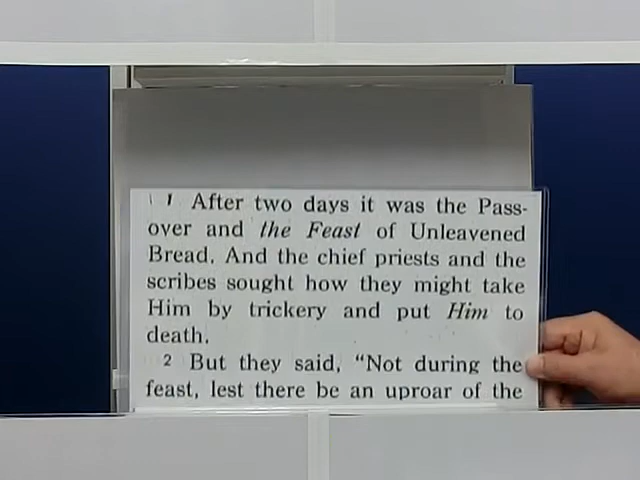 1 After two days it was the Pass-
over and the Feast of Unleavened
Bread. And the chief priests and the
scribes sought how they might take
Him by trickery and put Him to
death.
2 But they said, “Not during the
feast, lest there be an uproar of the